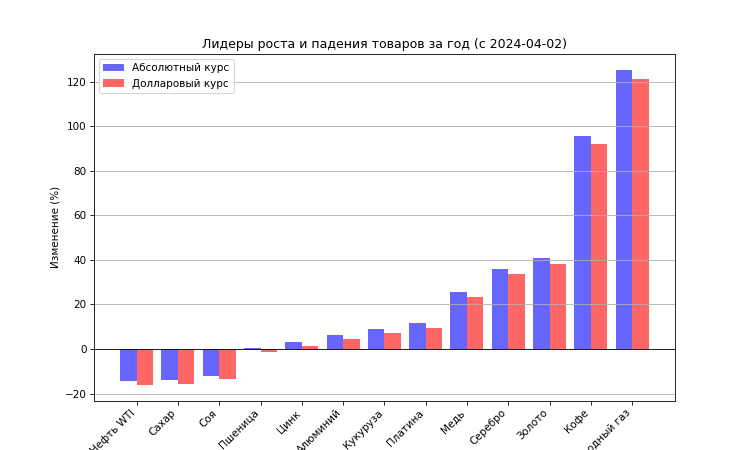 Лидеры роста и падения товаров за год (с 2024-04-02)
Абсолютный курс
Долларовый курс
Изменение (%)
120
100
80
60
40
20
0
−20
Нефть WTI
Сахар
Соя
Пшеница
Цинк
Алюминий
Кукуруза
Платина
Медь
Серебро
Золото
Кофе
газ